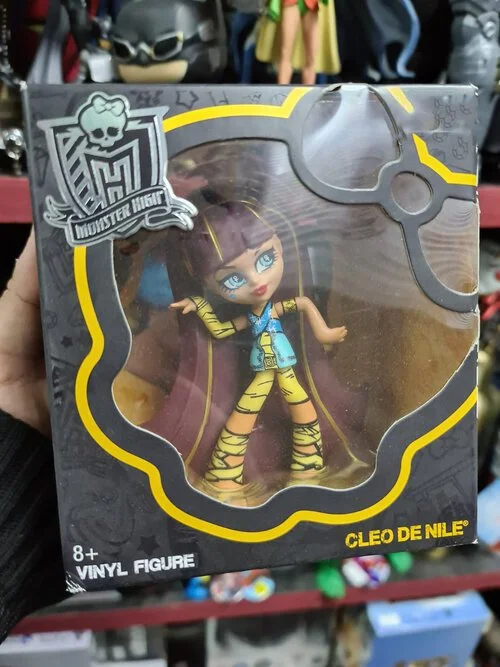 MONSTER HIGH
8+
VINYL FIGURE
CLEO DE NILE®